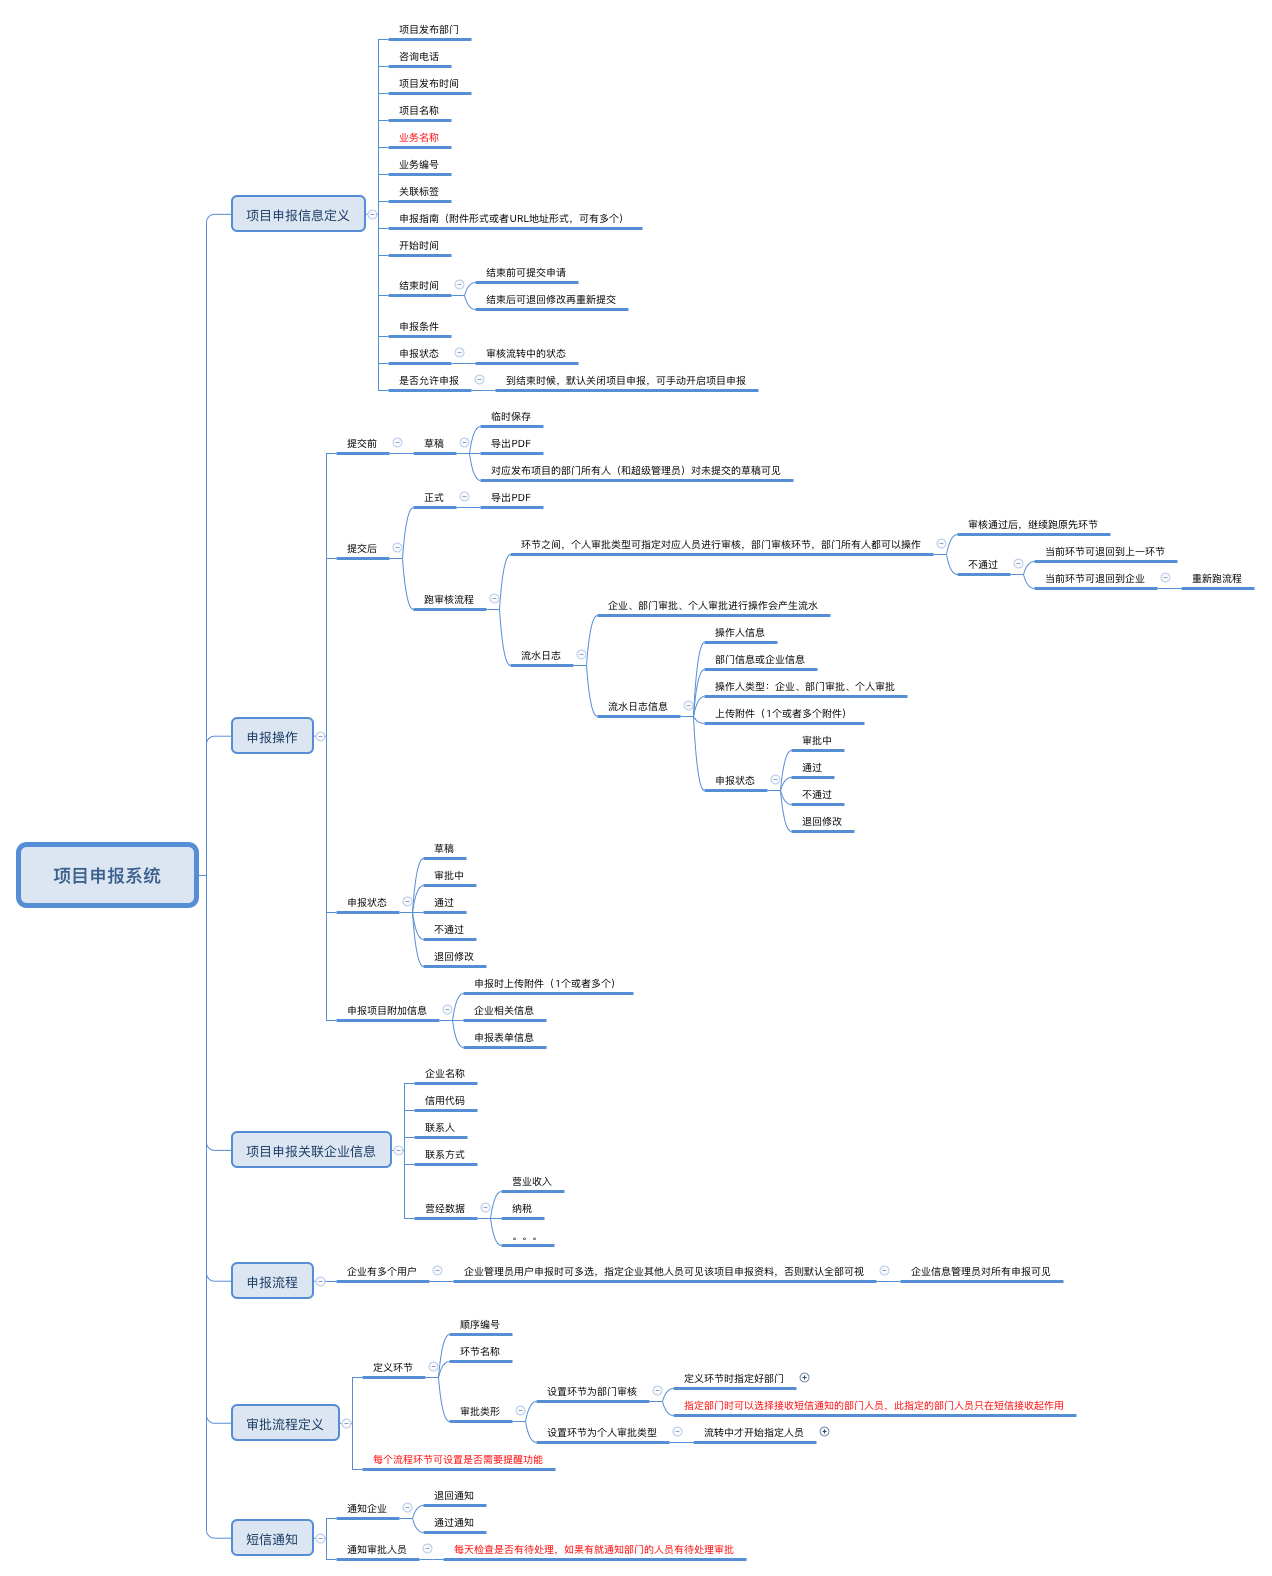 项目申报系统
项目申报信息定义
项目发布部门
咨询电话
项目发布时间
项目名称
业务名称
业务编号
关联标签
申报指南（附件形式或者URL地址形式，可有多个）
开始时间
结束时间
结束前可提交申请
结束后可退回修改再重新提交
申报条件
申报状态
审核流转中的状态
是否允许申报
到结束时候，默认关闭项目申报，可手动开启项目申报
申报操作
提交前
草稿
临时保存
导出PDF
对应发布项目的部门所有人（和超级管理员）对未提交的草稿可见
提交后
正式
导出PDF
跑审核流程
环节之间，个人审批类型可指定对应人员进行审核，部门审核环节，部门所有人都可以操作
审核通过后，继续跑原先环节
不通过
当前环节可退回到上一环节
当前环节可退回到企业
重新跑流程
流水日志
企业、部门审批、个人审批进行操作会产生流水
流水日志信息
操作人信息
部门信息或企业信息
操作人类型：企业、部门审批、个人审批
上传附件（1个或者多个附件）
申报状态
审批中
通过
不通过
退回修改
申报状态
草稿
审批中
通过
不通过
退回修改
申报项目附加信息
申报时上传附件（1个或者多个）
企业相关信息
申报表单信息
项目申报关联企业信息
企业名称
信用代码
联系人
联系方式
营经数据
营业收入
纳税
。。。
申报流程
企业有多个用户
企业管理员用户申报时可多选，指定企业其他人员可见该项目申报资料，否则默认全部可视
企业信息管理员对所有申报可见
审批流程定义
定义环节
顺序编号
环节名称
审批类形
设置环节为部门审核
定义环节时指定好部门
指定部门时可以选择接收短信通知的部门人员，此指定的部门人员只在短信接收起作用
设置环节为个人审批类型
流转中才开始指定人员
每个流程环节可设置是否需要提醒功能
短信通知
通知企业
退回通知
通过通知
通知审批人员
每天检查是否有待处理，如果有就通知部门的人员有待处理审批